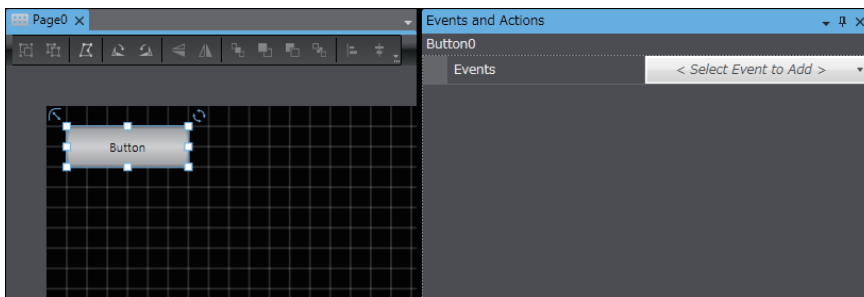 Page0
Button
Events and Actions
Button0
Events
< Select Event to Add >